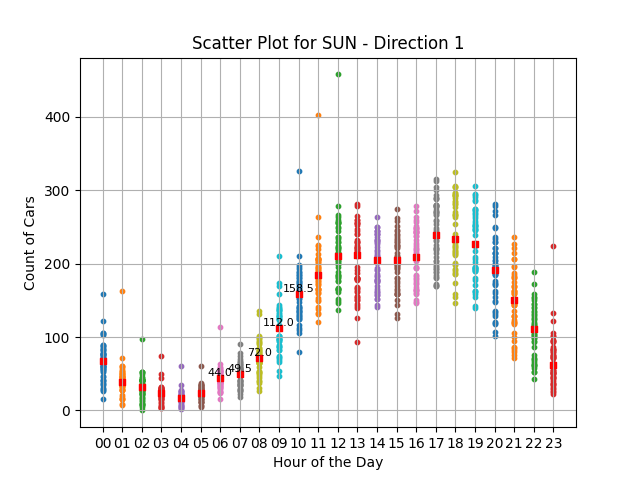 Scatter Plot for SUN - Direction 1
Count of Cars
400
300
200
100
0
158.5
112.0
72.0
49.5
44.0
00 01 02 03 04 05 06 07 08 09 10 11 12 13 14 15 16 17 18 19 20 21 22 23
Hour of the Day